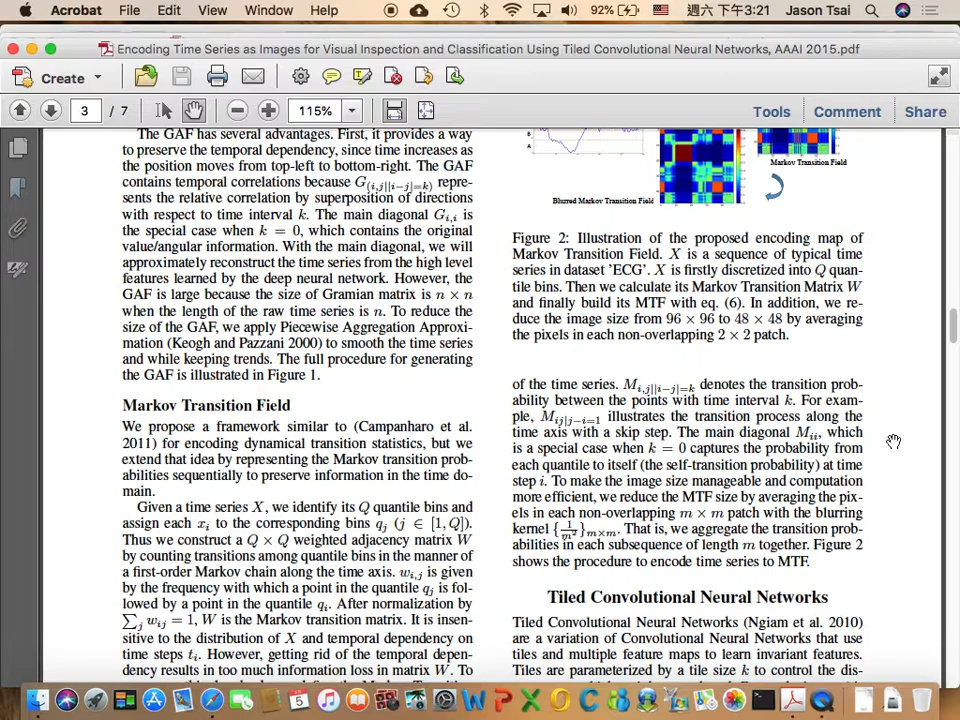 Acrobat File Edit View Window Help 92% 週六 下午3:21 Jason Tsai
Encoding Time Series as Images for Visual Inspection and Classification Using Tiled Convolutional Neural Networks, AAAI 2015.pdf
Create
3 / 7 115% Tools Comment Share
The GAF has several advantages. First, it provides a way
to preserve the temporal dependency, since time increases as
the position moves from top-left to bottom-right. The GAF
contains temporal correlations because G(i,j||i−j|=k) repre-
sents the relative correlation by superposition of directions
with respect to time interval k. The main diagonal Gi,i is
the special case when k = 0, which contains the original
value/angular information. With the main diagonal, we will
approximately reconstruct the time series from the high level
features learned by the deep neural network. However, the
GAF is large because the size of Gramian matrix is n × n
when the length of the raw time series is n. To reduce the
size of the GAF, we apply Piecewise Aggregation Approxi-
mation (Keogh and Pazzani 2000) to smooth the time series
and while keeping trends. The full procedure for generating
the GAF is illustrated in Figure 1.
Markov Transition Field
We propose a framework similar to (Campanharo et al.
2011) for encoding dynamical transition statistics, but we
extend that idea by representing the Markov transition prob-
abilities sequentially to preserve information in the time do-
main.
Given a time series X, we identify its Q quantile bins and
assign each xi to the corresponding bins qj (j ∈ [1, Q]).
Thus we construct a Q × Q weighted adjacency matrix W
by counting transitions among quantile bins in the manner of
a first-order Markov chain along the time axis. wi,j is given
by the frequency with which a point in the quantile qj is fol-
lowed by a point in the quantile qi. After normalization by
∑j wij = 1, W is the Markov transition matrix. It is insen-
sitive to the distribution of X and temporal dependency on
time steps ti. However, getting rid of the temporal depen-
dency results in too much information loss in matrix W. To
B
A
Markov Transition Field
Blurred Markov Transition Field
Figure 2: Illustration of the proposed encoding map of
Markov Transition Field. X is a sequence of typical time
series in dataset 'ECG'. X is firstly discretized into Q quan-
tile bins. Then we calculate its Markov Transition Matrix W
and finally build its MTF with eq. (6). In addition, we re-
duce the image size from 96 × 96 to 48 × 48 by averaging
the pixels in each non-overlapping 2 × 2 patch.
of the time series. Mi,j||i−j|=k denotes the transition prob-
ability between the points with time interval k. For exam-
ple, Mij|j−i=1 illustrates the transition process along the
time axis with a skip step. The main diagonal Mii, which
is a special case when k = 0 captures the probability from
each quantile to itself (the self-transition probability) at time
step i. To make the image size manageable and computation
more efficient, we reduce the MTF size by averaging the pix-
els in each non-overlapping m × m patch with the blurring
kernel {1/m²}m×m. That is, we aggregate the transition prob-
abilities in each subsequence of length m together. Figure 2
shows the procedure to encode time series to MTF.
Tiled Convolutional Neural Networks
Tiled Convolutional Neural Networks (Ngiam et al. 2010)
are a variation of Convolutional Neural Networks that use
tiles and multiple feature maps to learn invariant features.
Tiles are parameterized by a tile size k to control the dis-